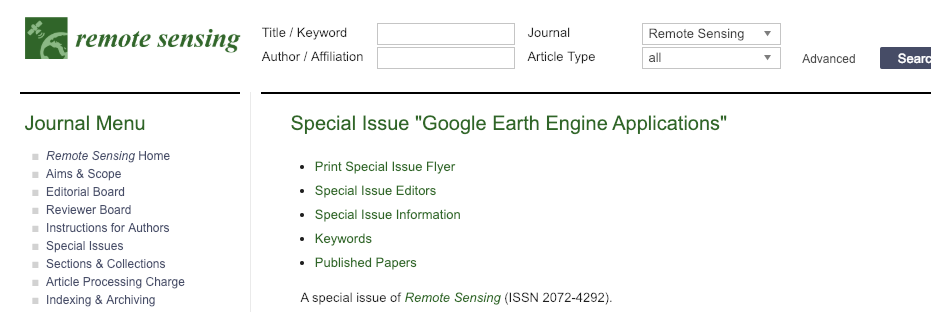 remote sensing
Title / Keyword
Journal
Remote Sensing
Author / Affiliation
Article Type
all
Advanced
Searc
Journal Menu
Remote Sensing Home
Aims & Scope
Editorial Board
Reviewer Board
Instructions for Authors
Special Issues
Sections & Collections
Article Processing Charge
Indexing & Archiving
Special Issue "Google Earth Engine Applications"
Print Special Issue Flyer
Special Issue Editors
Special Issue Information
Keywords
Published Papers
A special issue of Remote Sensing (ISSN 2072-4292).